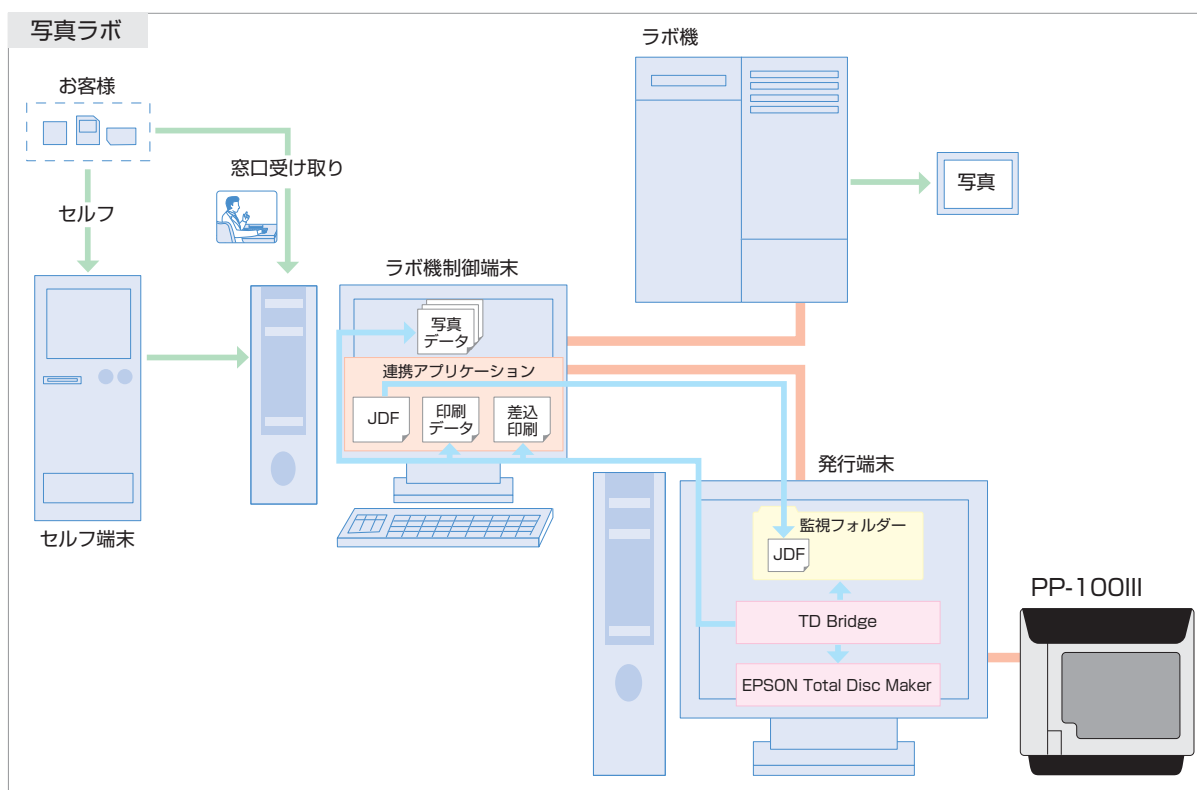 写真ラボ
お客様
セルフ
セルフ端末
窓口受け取り
ラボ機
写真
ラボ機制御端末
写真
データ
連携アプリケーション
JDF
印刷
データ
差込
印刷
発行端末
監視フォルダー
JDF
TD Bridge
EPSON Total Disc Maker
PP-100III